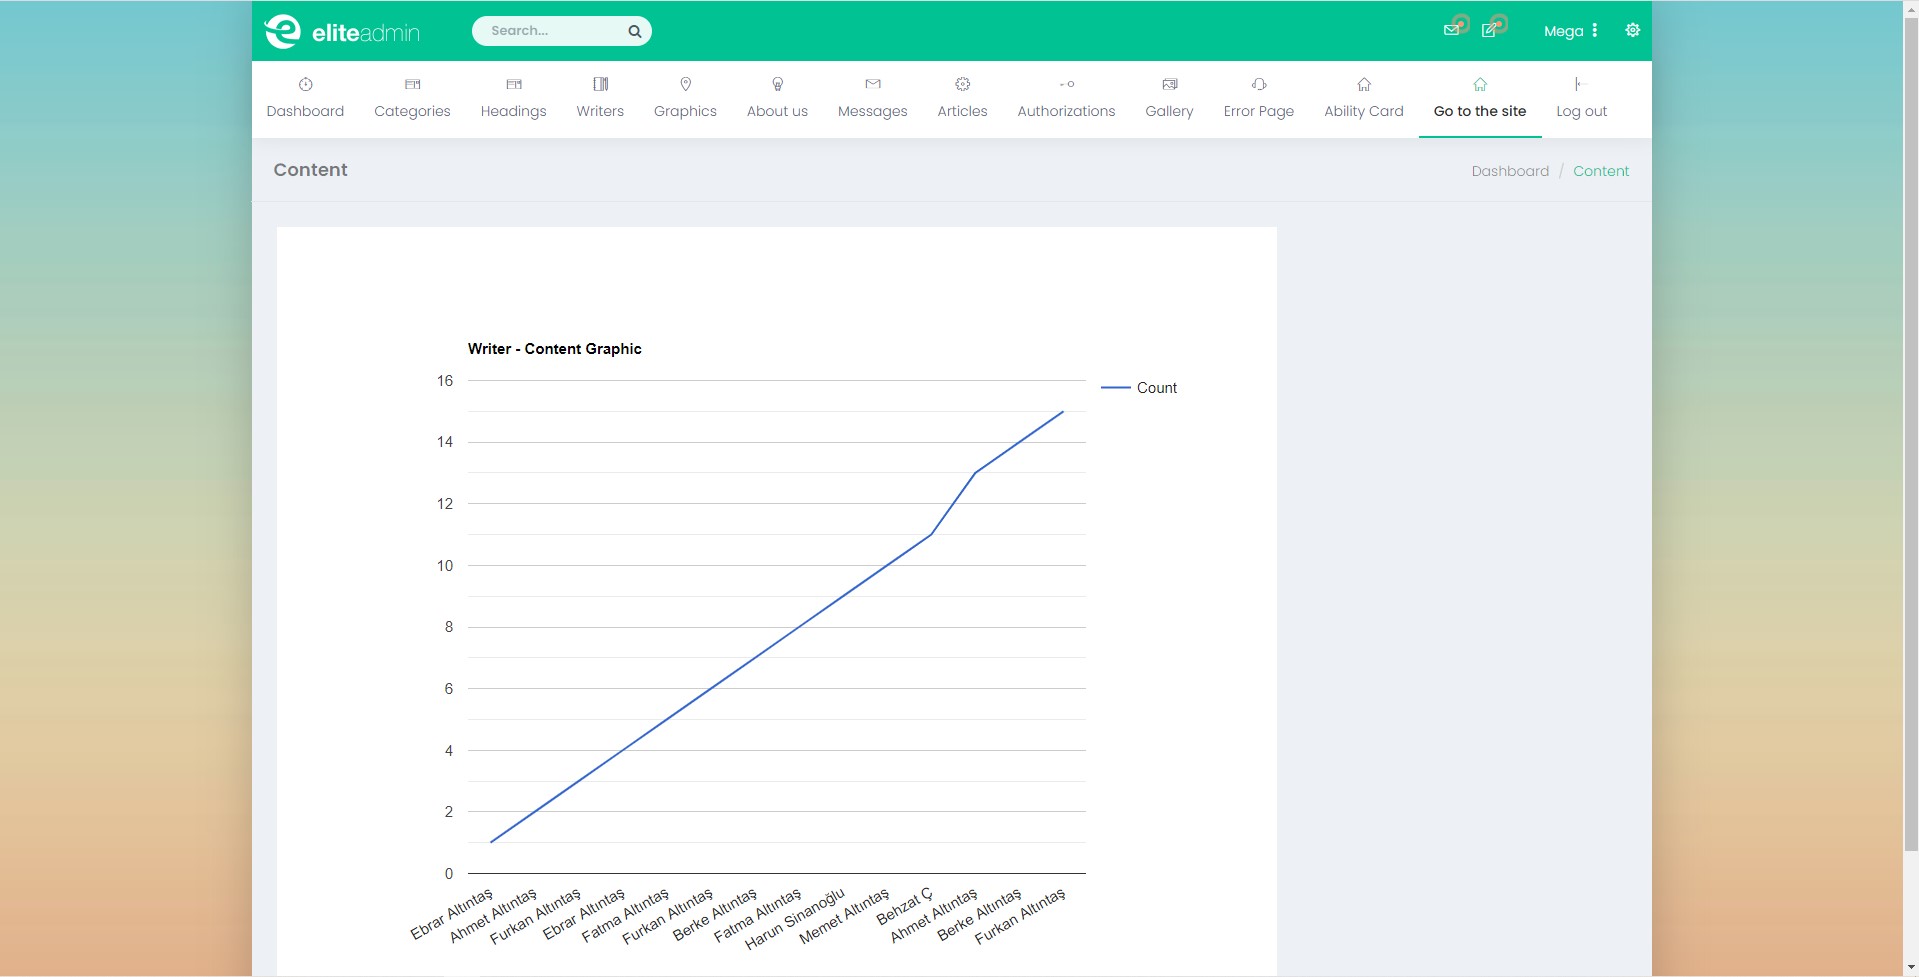 eliteadmin
Search...
Mega
Dashboard
Categories
Headings
Writers
Graphics
About us
Messages
Articles
Authorizations
Gallery
Error Page
Ability Card
Go to the site
Log out
Content
Dashboard / Content
Writer - Content Graphic
Count
16
14
12
10
8
6
4
2
0
Ebrar Altıntaş
Ahmet Altıntaş
Furkan Altıntaş
Ebrar Altıntaş
Fatma Altıntaş
Furkan Altıntaş
Berke Altıntaş
Fatma Altıntaş
Harun Sinanoğlu
Memet Altıntaş
Behzat Ç
Ahmet Altıntaş
Berke Altıntaş
Furkan Altıntaş